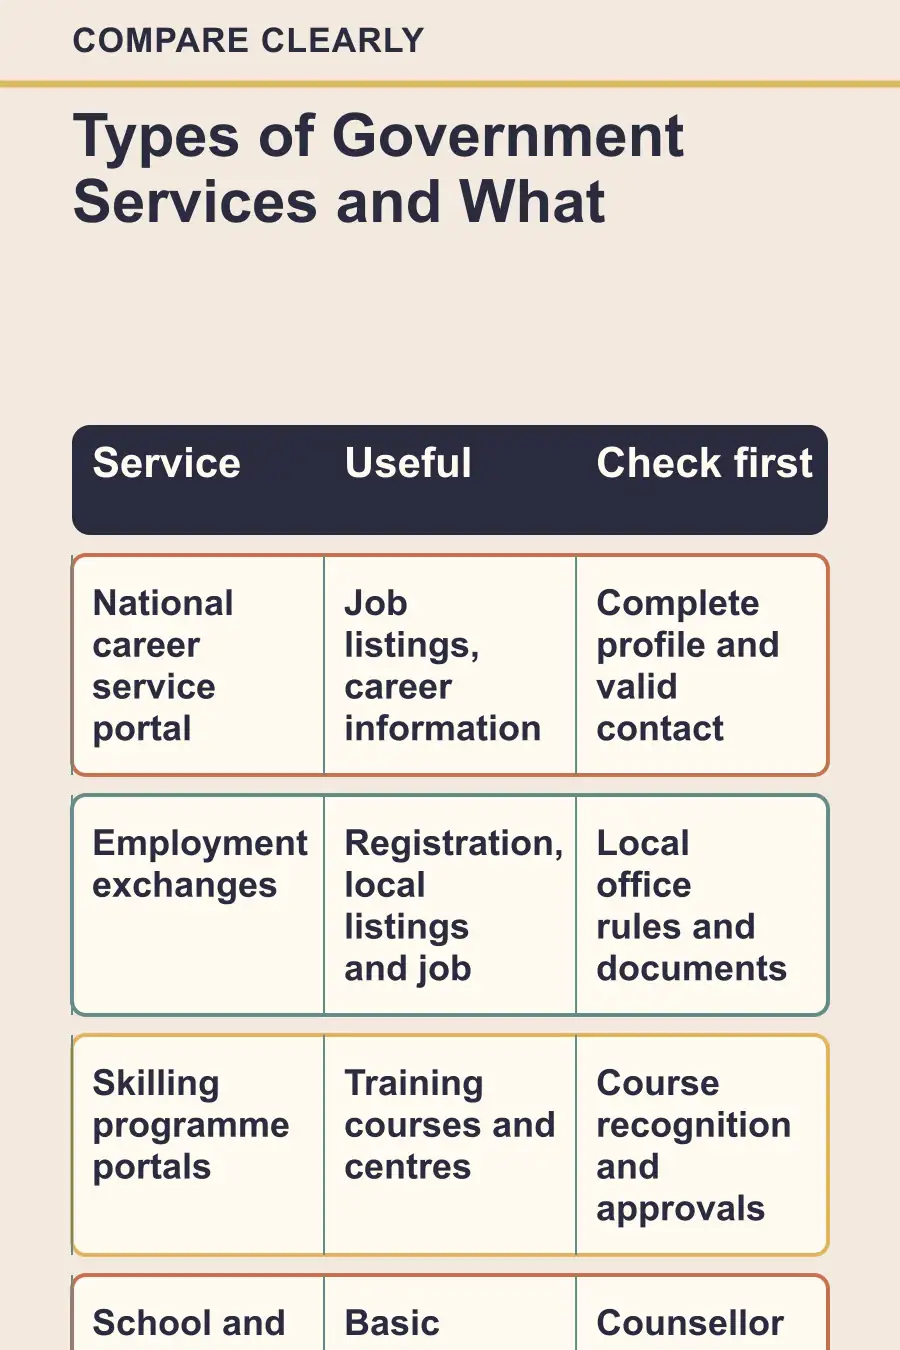 COMPARE CLEARLY
Types of Government
Services and What
Service Useful Check first
National
career
service
portal
Job
listings,
career
information
Complete
profile and
valid
contact
Employment
exchanges
Registration,
local
listings
and job
Local
office
rules and
documents
Skilling
programme
portals
Training
courses and
centres
Course
recognition
and
approvals
School and
Basic
Counsellor